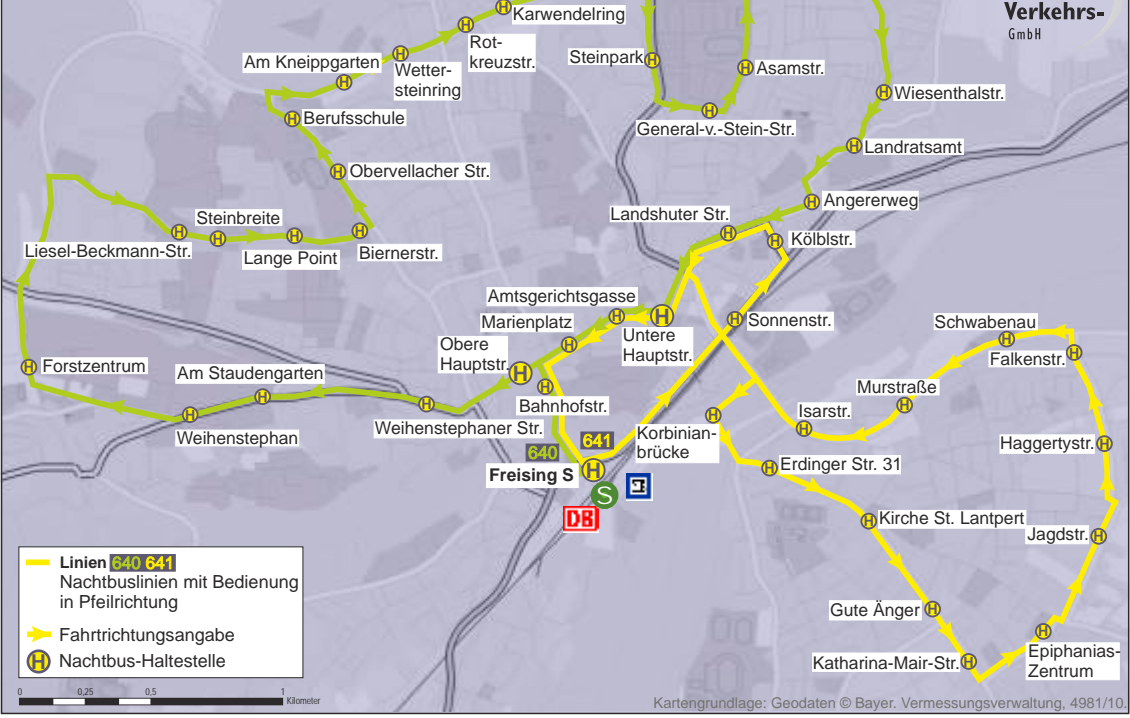 Verkehrs-
GmbH
Karwendelring
Rot-
kreuzstr.
Am Kneippgarten
Wetter-
steinring
Berufsschule
Obervellacher Str.
Steinpark
Asamstr.
General-v.-Stein-Str.
Wiesenthalstr.
Landratsamt
Angererweg
Landshuter Str.
Kölblstr.
Steinbreite
Liesel-Beckmann-Str.
Lange Point
Biernerstr.
Amtsgerichtsgasse
Marienplatz
Obere
Hauptstr.
Untere
Hauptstr.
Sonnenstr.
Schwabenau
Falkenstr.
Forstzentrum
Am Staudengarten
Weihenstephan
Weihenstephaner Str.
Bahnhofstr.
Murstraße
Isarstr.
Korbinian-
brücke
640
641
Freising S
S
DB
Erdinger Str. 31
Haggertystr.
Kirche St. Lantpert
Jagdstr.
Gute Änger
Katharina-Mair-Str.
Epiphanias-
Zentrum
Linien 640 641
Nachtbuslinien mit Bedienung
in Pfeilrichtung
Fahrtrichtungsangabe
H Nachtbus-Haltestelle
0 0,25 0,5 1
Kilometer
Kartengrundlage: Geodaten © Bayer. Vermessungsverwaltung, 4981/10.